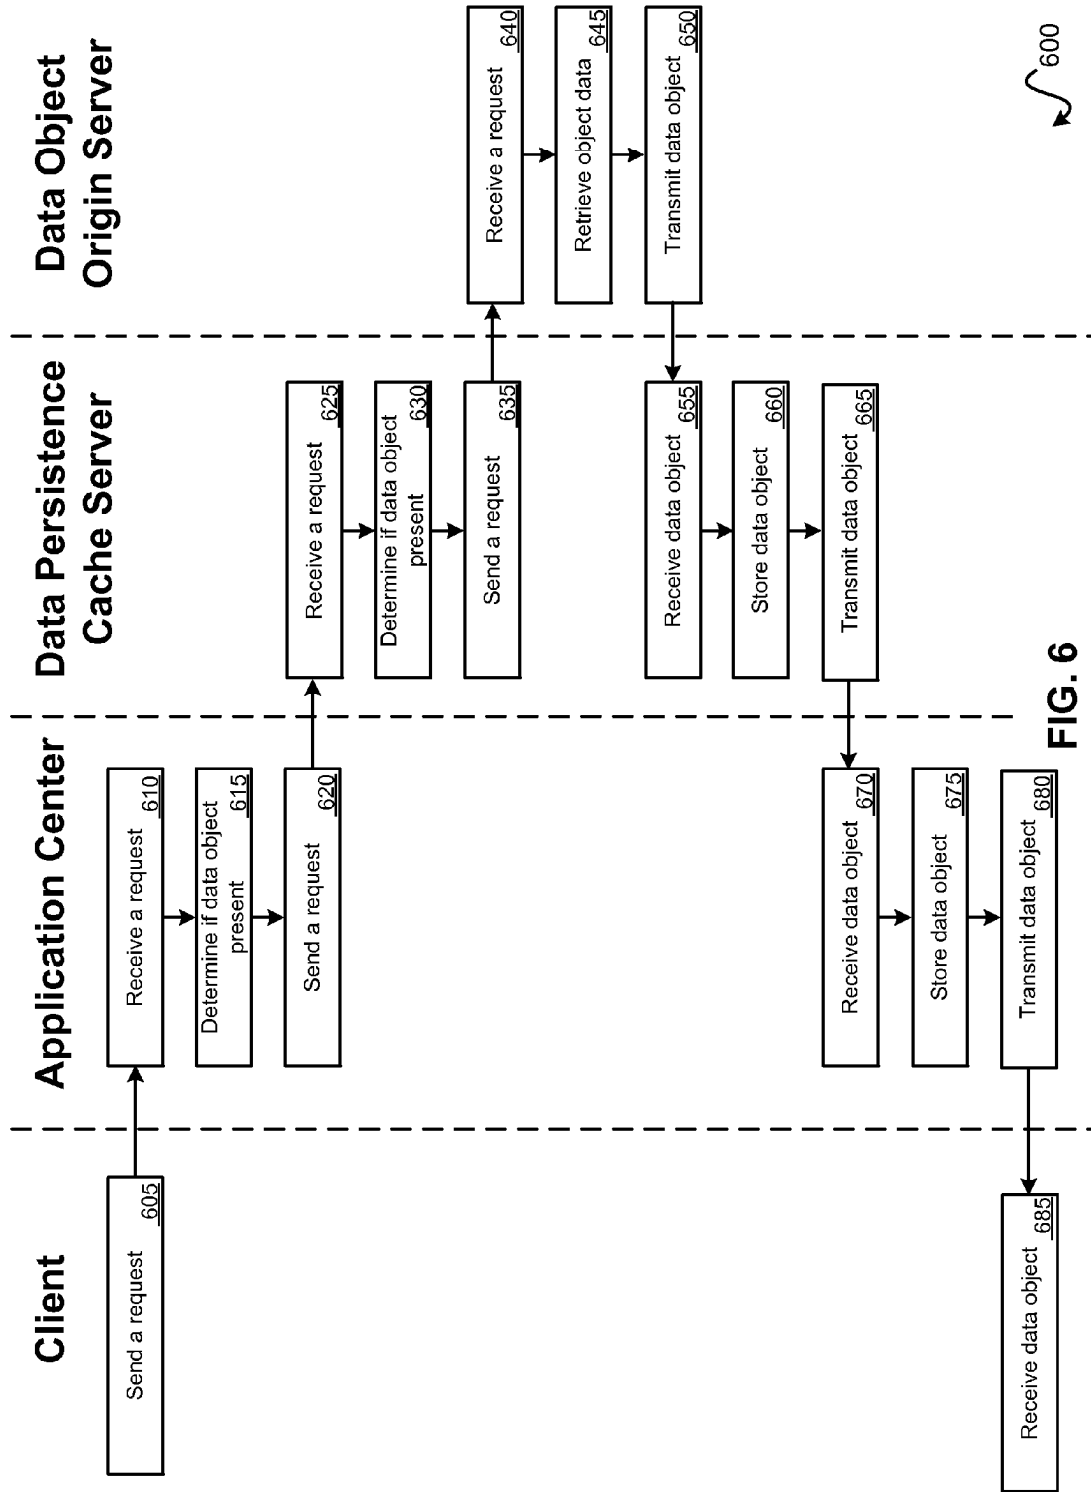 Client
Application Center
Data Persistence
Cache Server
Data Object
Origin Server
Send a request
605
Receive a request
610
Determine if data object
present
615
Send a request
620
Receive a request
625
Determine if data object
present
630
Send a request
635
Receive a request
640
Retrieve object data
645
Transmit data object
650
Receive data object
655
Store data object
660
Transmit data object
665
Receive data object
670
Store data object
675
Transmit data object
680
Receive data object
685
FIG. 6
600